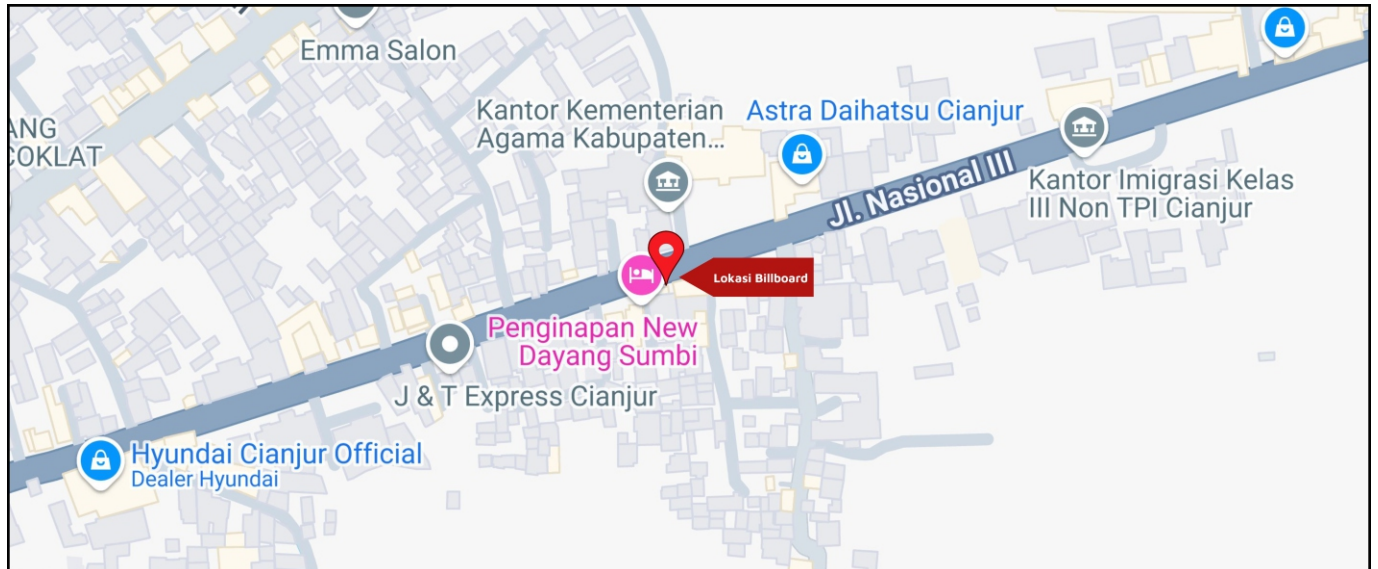 Emma Salon
ANG
COKLAT
Kantor Kementerian
Agama Kabupaten...
Astra Daihatsu Cianjur
Jl. Nasional III
Kantor Imigrasi Kelas
III Non TPI Cianjur
Lokasi Billboard
Penginapan New
Dayang Sumbi
J & T Express Cianjur
Hyundai Cianjur Official
Dealer Hyundai